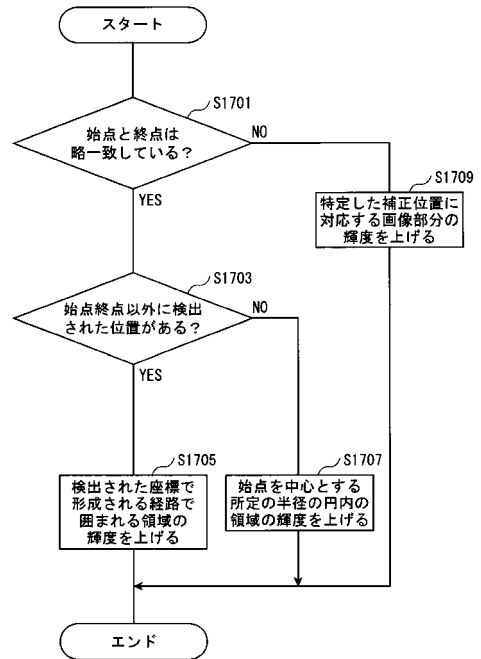 スタート
S1701
始点と終点は
略一致している？
NO
YES
S1709
特定した補正位置に
対応する画像部分の
輝度を上げる
S1703
始点終点以外に検出
された位置がある？
NO
YES
S1705
検出された座標で
形成される経路で
囲まれる領域の
輝度を上げる
S1707
始点を中心とする
所定の半径の円内の
領域の輝度を上げる
エンド